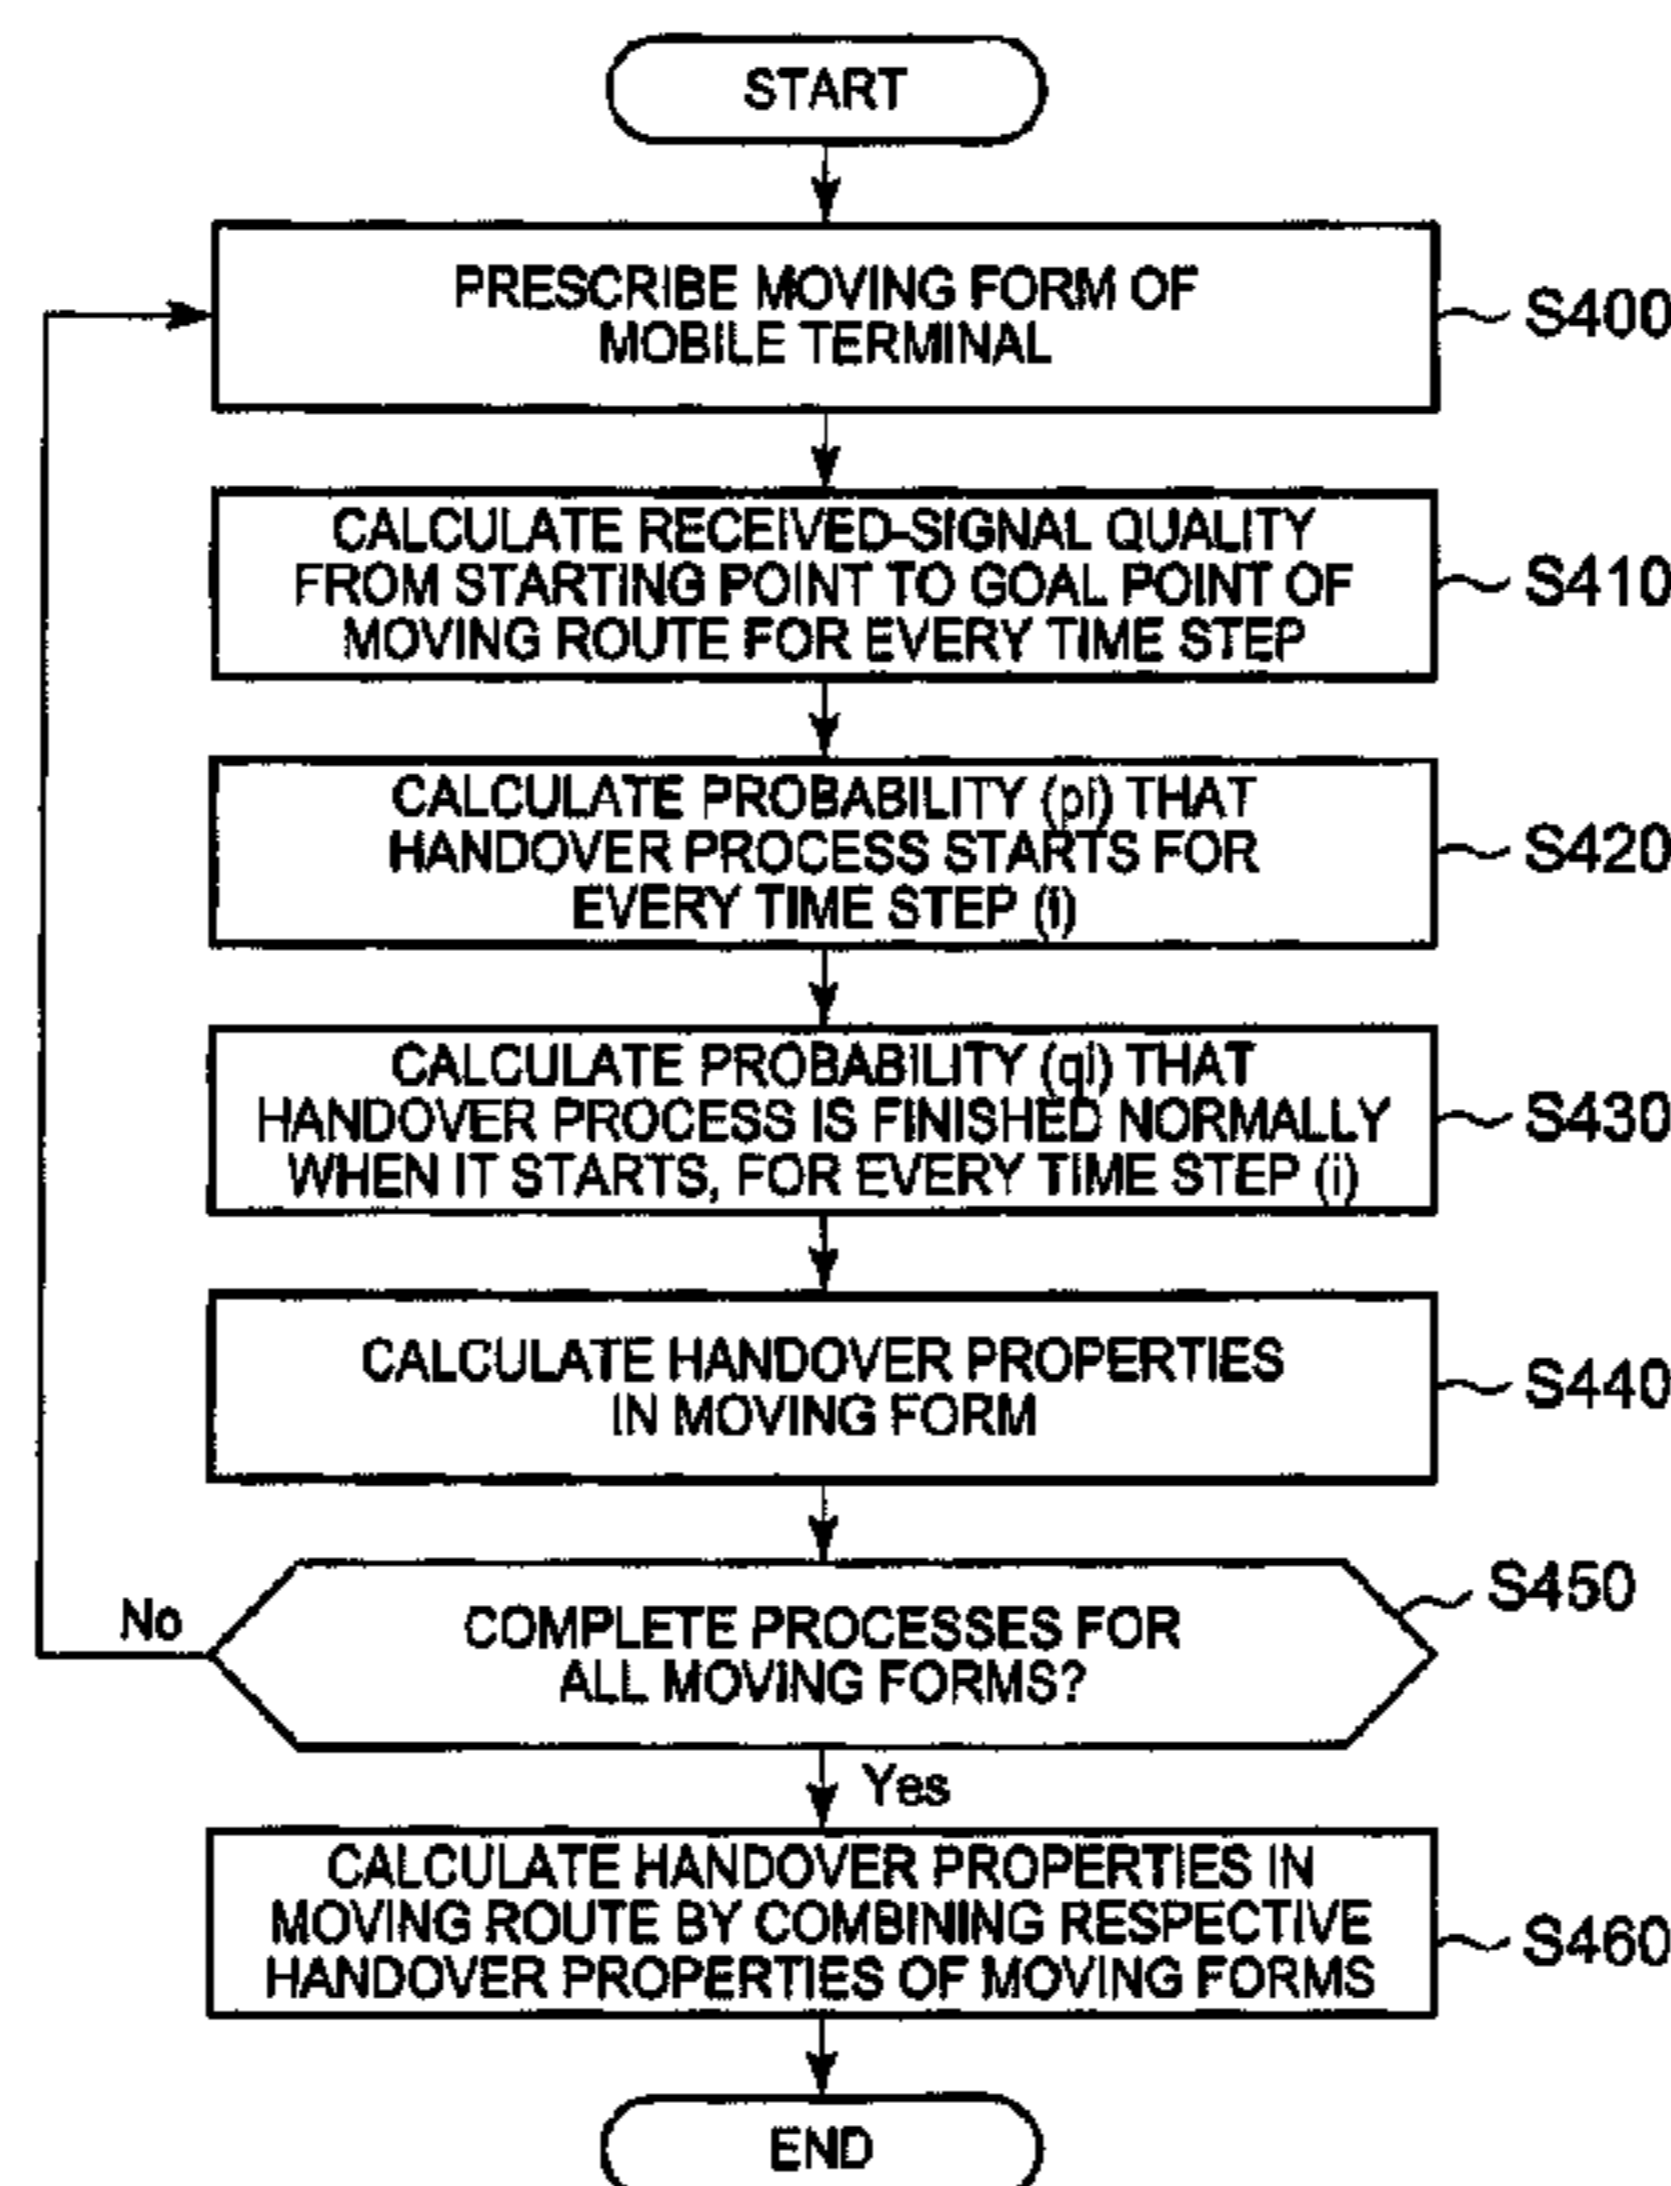 START
PRESCRIBE MOVING FORM OF
MOBILE TERMINAL
S400
CALCULATE RECEIVED-SIGNAL QUALITY
FROM STARTING POINT TO GOAL POINT OF
MOVING ROUTE FOR EVERY TIME STEP
S410
CALCULATE PROBABILITY (pi) THAT
HANDOVER PROCESS STARTS FOR
EVERY TIME STEP (i)
S420
CALCULATE PROBABILITY (qi) THAT
HANDOVER PROCESS IS FINISHED NORMALLY
WHEN IT STARTS, FOR EVERY TIME STEP (i)
S430
CALCULATE HANDOVER PROPERTIES
IN MOVING FORM
S440
COMPLETE PROCESSES FOR
ALL MOVING FORMS?
S450
No
Yes
CALCULATE HANDOVER PROPERTIES IN
MOVING ROUTE BY COMBINING RESPECTIVE
HANDOVER PROPERTIES OF MOVING FORMS
S460
END